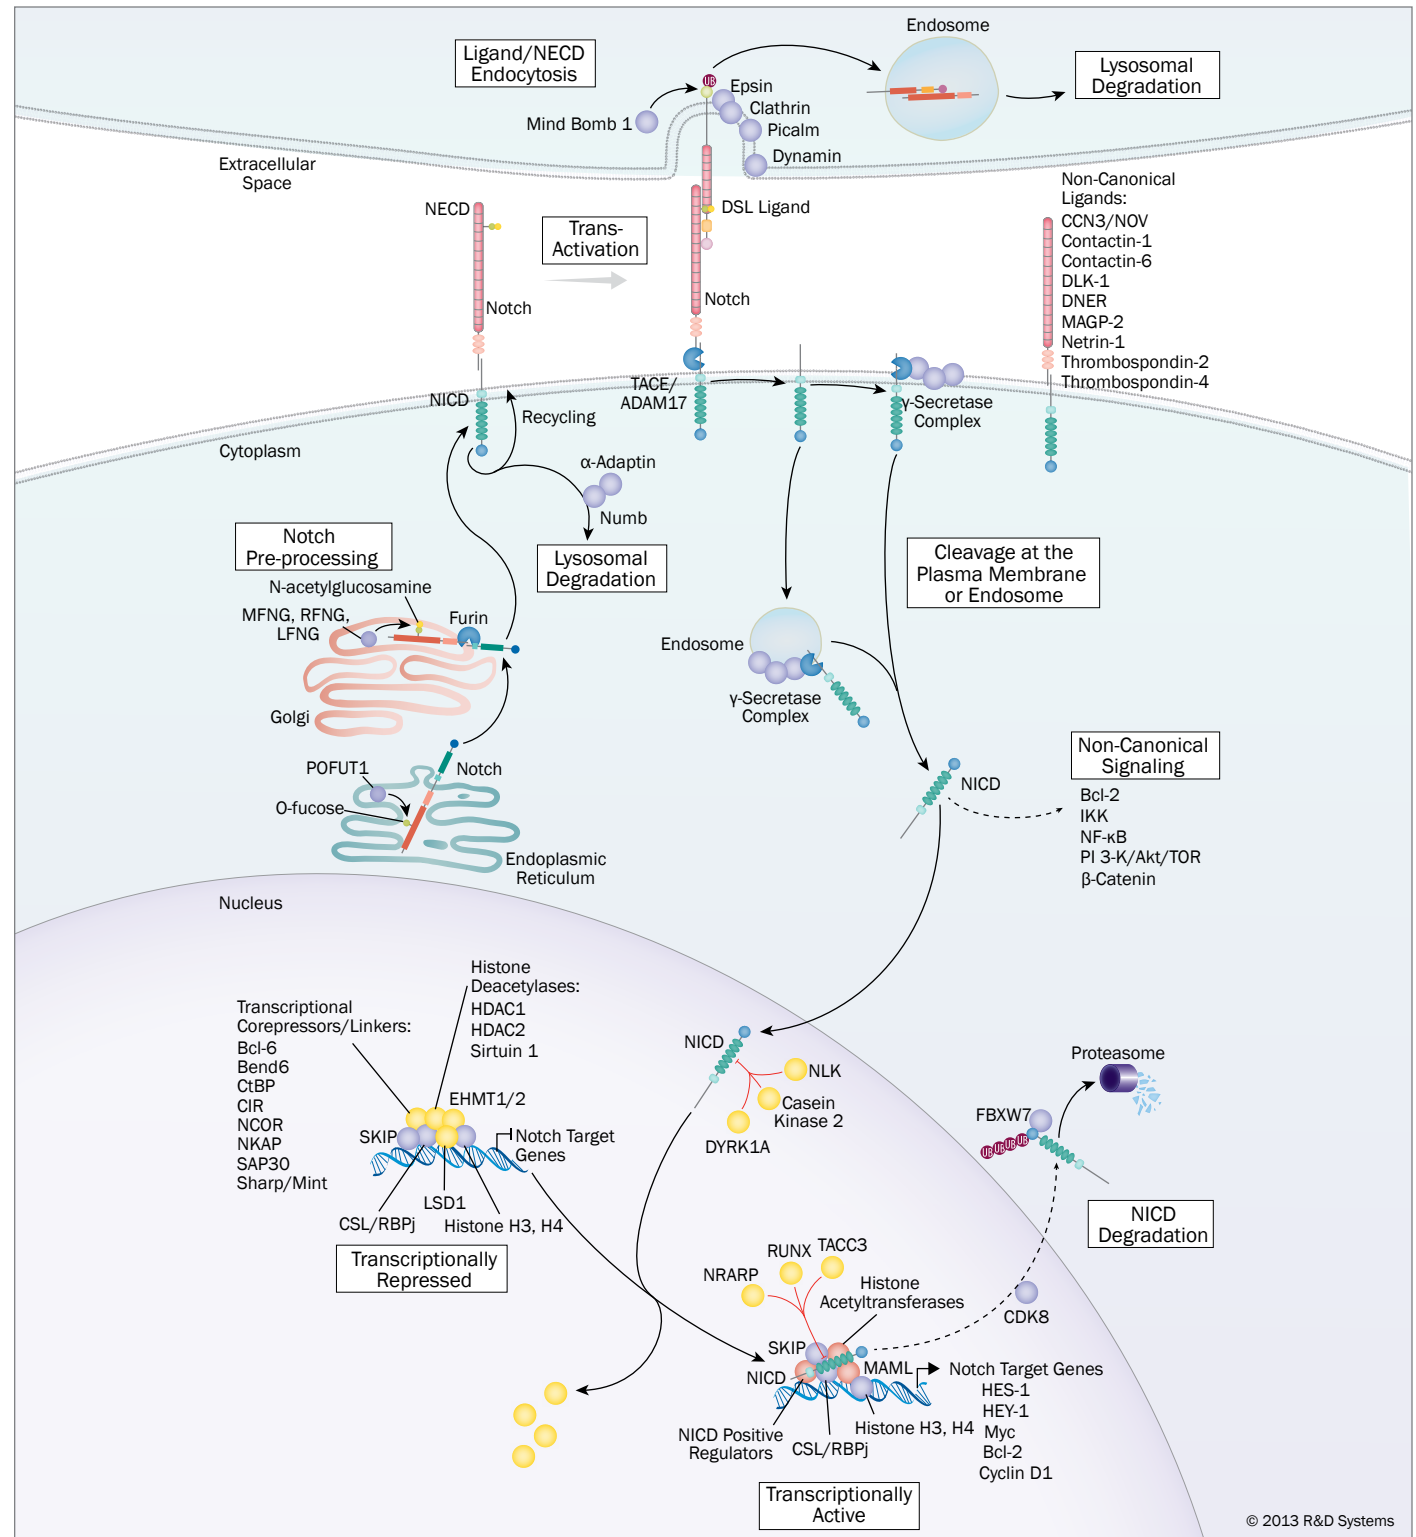 Endosome
Ligand/NECD
Endocytosis
UB
Epsin
Clathrin
Picalm
Dynamin
Mind Bomb 1
Lysosomal
Degradation
Extracellular
Space
NECD
Trans-
Activation
DSL Ligand
Notch
Notch
Non-Canonical
Ligands:
CCN3/NOV
Contactin-1
Contactin-6
DLK-1
DNER
MAGP-2
Netrin-1
Thrombospondin-2
Thrombospondin-4
NICD
Recycling
TACE/
ADAM17
γ-Secretase
Complex
Cytoplasm
α-Adaptin
Numb
Lysosomal
Degradation
Notch
Pre-processing
N-acetylglucosamine
MFNG, RFNG,
LFNG
Furin
Golgi
Cleavage at the
Plasma Membrane
or Endosome
Endosome
γ-Secretase
Complex
POFUT1
Notch
O-fucose
Endoplasmic
Reticulum
NICD
Non-Canonical
Signaling
Bcl-2
IKK
NF-κB
PI 3-K/Akt/TOR
β-Catenin
Nucleus
Histone
Deacetylases:
HDAC1
HDAC2
Sirtuin 1
Transcriptional
Corepressors/Linkers:
Bcl-6
Bend6
CtBP
CIR
NCOR
NKAP
SAP30
Sharp/Mint
EHMT1/2
SKIP
Notch Target
Genes
LSD1
CSL/RBPj
Histone H3, H4
Transcriptionally
Repressed
NICD
NLK
Casein
Kinase 2
DYRK1A
Proteasome
FBXW7
UB UB UB UB
NICD
Degradation
CDK8
RUNX
TACC3
NRARP
Histone
Acetyltransferases
SKIP
NICD
MAML
Notch Target Genes
HES-1
HEY-1
Myc
Bcl-2
Cyclin D1
NICD Positive
Regulators
CSL/RBPj
Histone H3, H4
Transcriptionally
Active
© 2013 R&D Systems